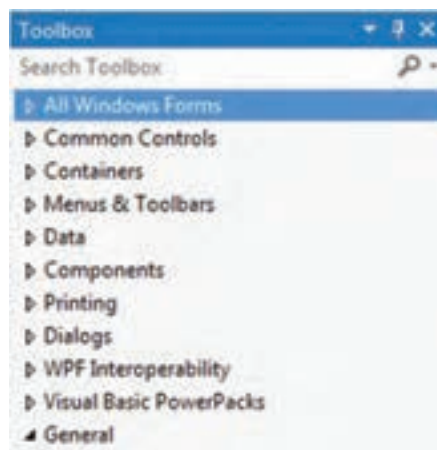 Toolbox
Search Toolbox
All Windows Forms
Common Controls
Containers
Menus & Toolbars
Data
Components
Printing
Dialogs
WPF Interoperability
Visual Basic PowerPacks
General